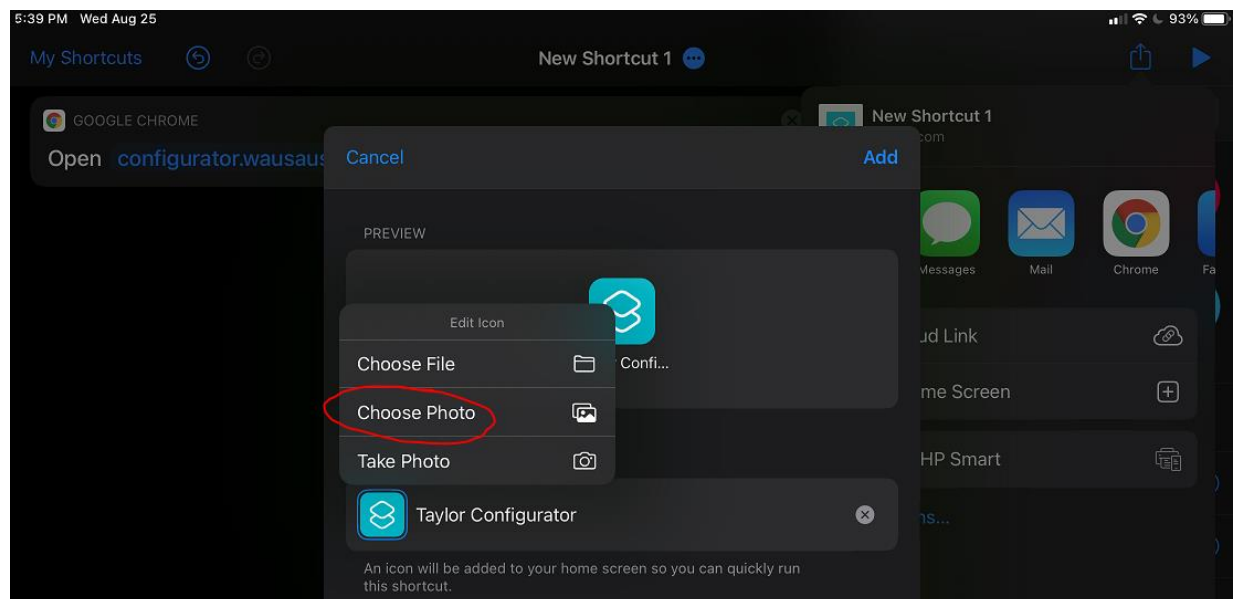 5:39 PM Wed Aug 25
93%
My Shortcuts
New Shortcut 1
GOOGLE CHROME
Open configurator.wausaus
New Shortcut 1
com
Cancel
Add
PREVIEW
Messages
Mail
Chrome
Fa
Edit Icon
Choose File
Confi...
Choose Photo
Take Photo
ud Link
me Screen
HP Smart
ns...
Taylor Configurator
An icon will be added to your home screen so you can quickly run
this shortcut.